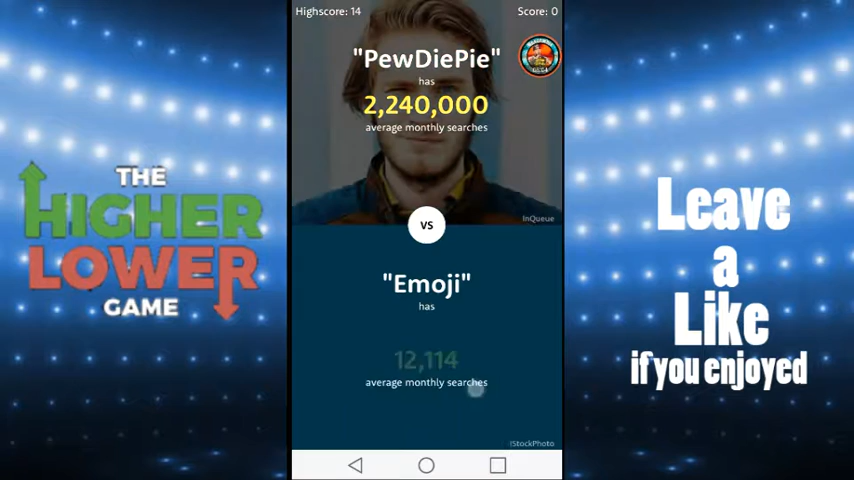 Highscore: 14
Score: 0
"PewDiePie"
has
2,240,000
average monthly searches
InQueue
VS
"Emoji"
has
12,114
average monthly searches
iStockPhoto
THE
HIGHER
LOWER
GAME
Leave
a
Like
if you enjoyed